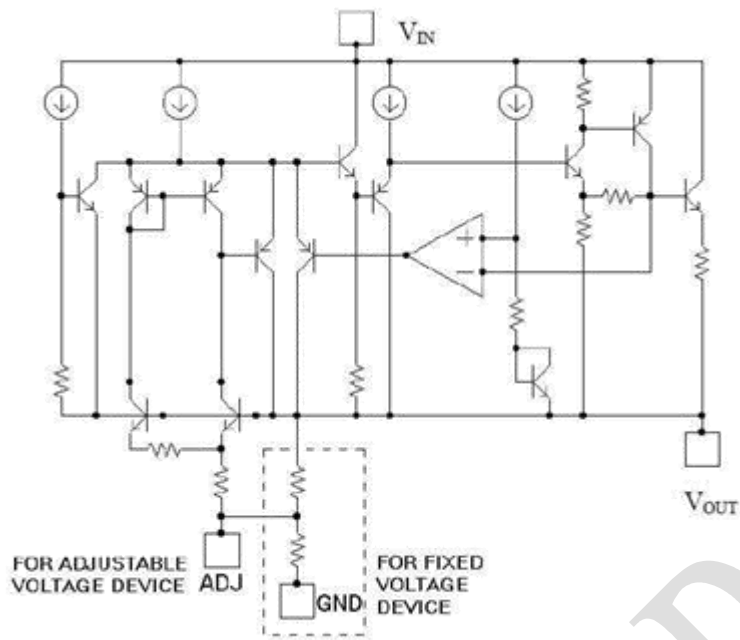 VIN
+
−
VOUT
FOR ADJUSTABLE
VOLTAGE DEVICE
ADJ
GND
FOR FIXED
VOLTAGE
DEVICE